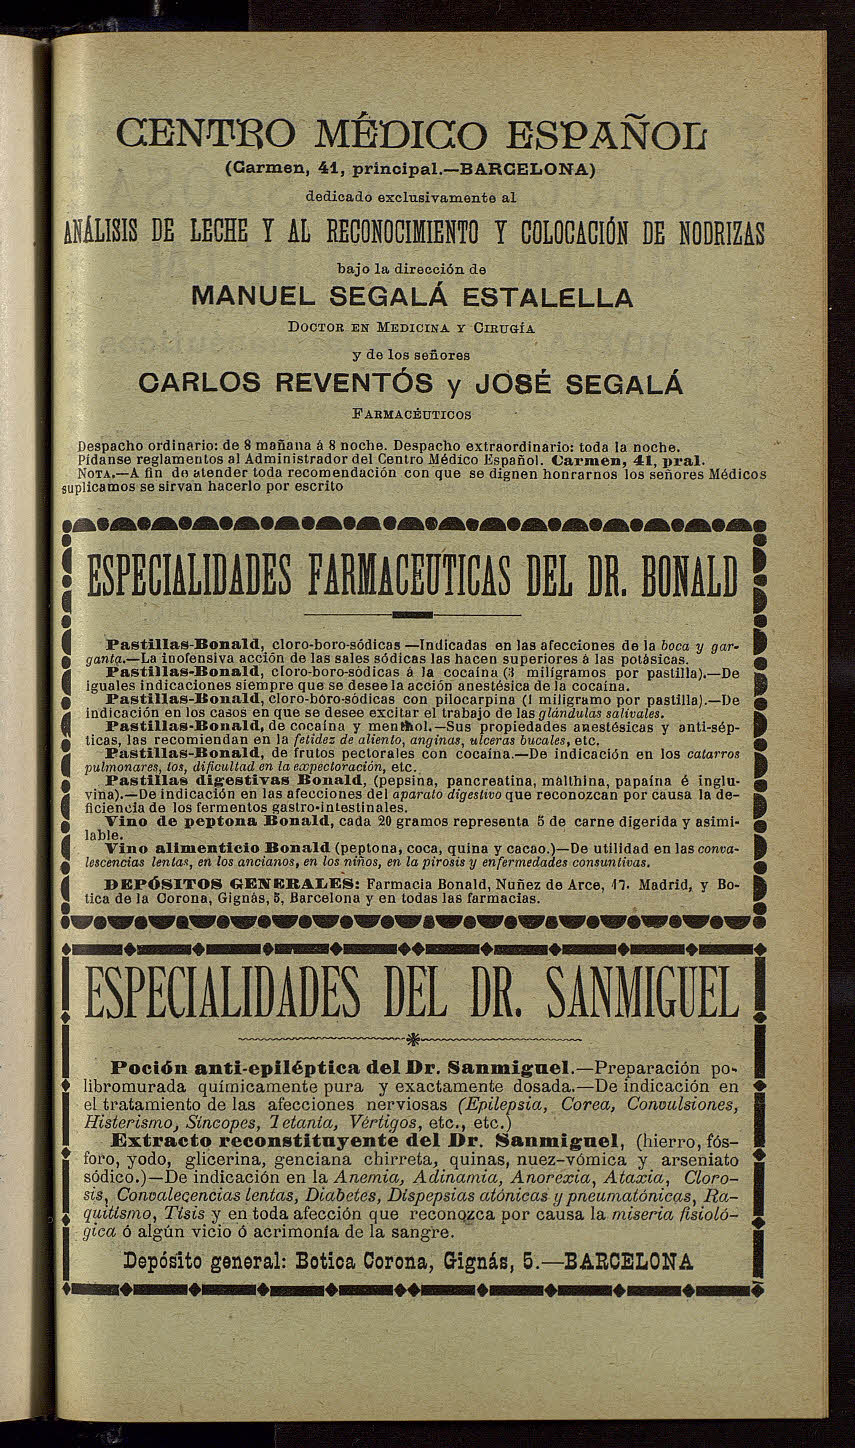 CENTRO MÉDICO ESPAÑOL
(Carmen, 41, principal.—BARCELONA)
dedicado exclusivamente al
ANÁLISIS DE LECHE Y AL RECONOCIMIENTO Y COLOCACIÓN DE NODRIZAS
bajo la dirección de
MANUEL SEGALÁ ESTALELLA
DOCTOR EN MEDICINA Y CIRUGÍA
y de los señores
CARLOS REVENTÓS y JOSÉ SEGALÁ
FARMACÉUTICOS
Despacho ordinario: de 8 mañana á 8 noche. Despacho extraordinario: toda la noche.
Pídanse reglamentos al Administrador del Centro Médico Español. Carmen, 41, pral.
NOTA.—A fin de atender toda recomendación con que se dignen honrarnos los señores Médicos
suplicamos se sirvan hacerlo por escrito
ESPECIALIDADES FARMACEUTICAS DEL DR. BONALD
Pastillas-Bonald, cloro-boro-sódicas —Indicadas en las afecciones de la boca y gar-
ganta.—La inofensiva acción de las sales sódicas las hacen superiores á las potásicas.
Pastillas-Bonald, cloro-boro-sódicas á la cocaína (3 miligramos por pastilla).—De
iguales indicaciones siempre que se desee la acción anestésica de la cocaína.
Pastillas-Bonald, cloro-bóro-sódicas con pilocarpina (1 miligramo por pastilla).—De
indicación en los casos en que se desee excitar el trabajo de las glándulas salivales.
Pastillas-Bonald, de cocaína y menthol.—Sus propiedades anestésicas y anti-sép-
ticas, las recomiendan en la fetidez de aliento, anginas, ulceras bucales, etc.
Pastillas-Bonald, de frutos pectorales con cocaína.—De indicación en los catarros
pulmonares, tos, dificultad en la expectoración, etc.
Pastillas digestivas Bonald, (pepsina, pancreatina, málthina, papaína é inglu-
vina).—De indicación en las afecciones del aparato digestivo que reconozcan por causa la de-
ficiencia de los fermentos gastro-intestinales.
Vino de peptona Bonald, cada 20 gramos representa 5 de carne digerida y asimi-
lable.
Vino alimenticio Bonald (peptona, coca, quina y cacao.)—De utilidad en las conva-
lescencias lentas, en los ancianos, en los niños, en la pirosis y enfermedades consuntivas.
DEPÓSITOS GENERALES: Farmacia Bonald, Nuñez de Arce, 17. Madrid, y Bo-
tica de la Corona, Gignás, 5, Barcelona y en todas las farmacias.
ESPECIALIDADES DEL DR. SANMIGUEL
Poción anti-epiléptica del Dr. Sanmiguel.—Preparación po-
libromurada químicamente pura y exactamente dosada.—De indicación en
el tratamiento de las afecciones nerviosas (Epilepsia, Corea, Convulsiones,
Histerismo, Síncopes, Tetania, Vértigos, etc., etc.)
Extracto reconstituyente del Dr. Sanmiguel, (hierro, fós-
foro, yodo, glicerina, genciana chirreta, quinas, nuez-vómica y arseniato
sódico.)—De indicación en la Anemia, Adinamia, Anorexia, Ataxia, Cloro-
sis, Convalecencias lentas, Diabetes, Dispepsias atónicas y pneumatónicas, Ra-
quitismo, Tísis y en toda afección que reconozca por causa la miseria fisioló-
gica ó algún vicio ó acrimonía de la sangre.
Depósito general: Botica Corona, Gignás, 5.—BARCELONA